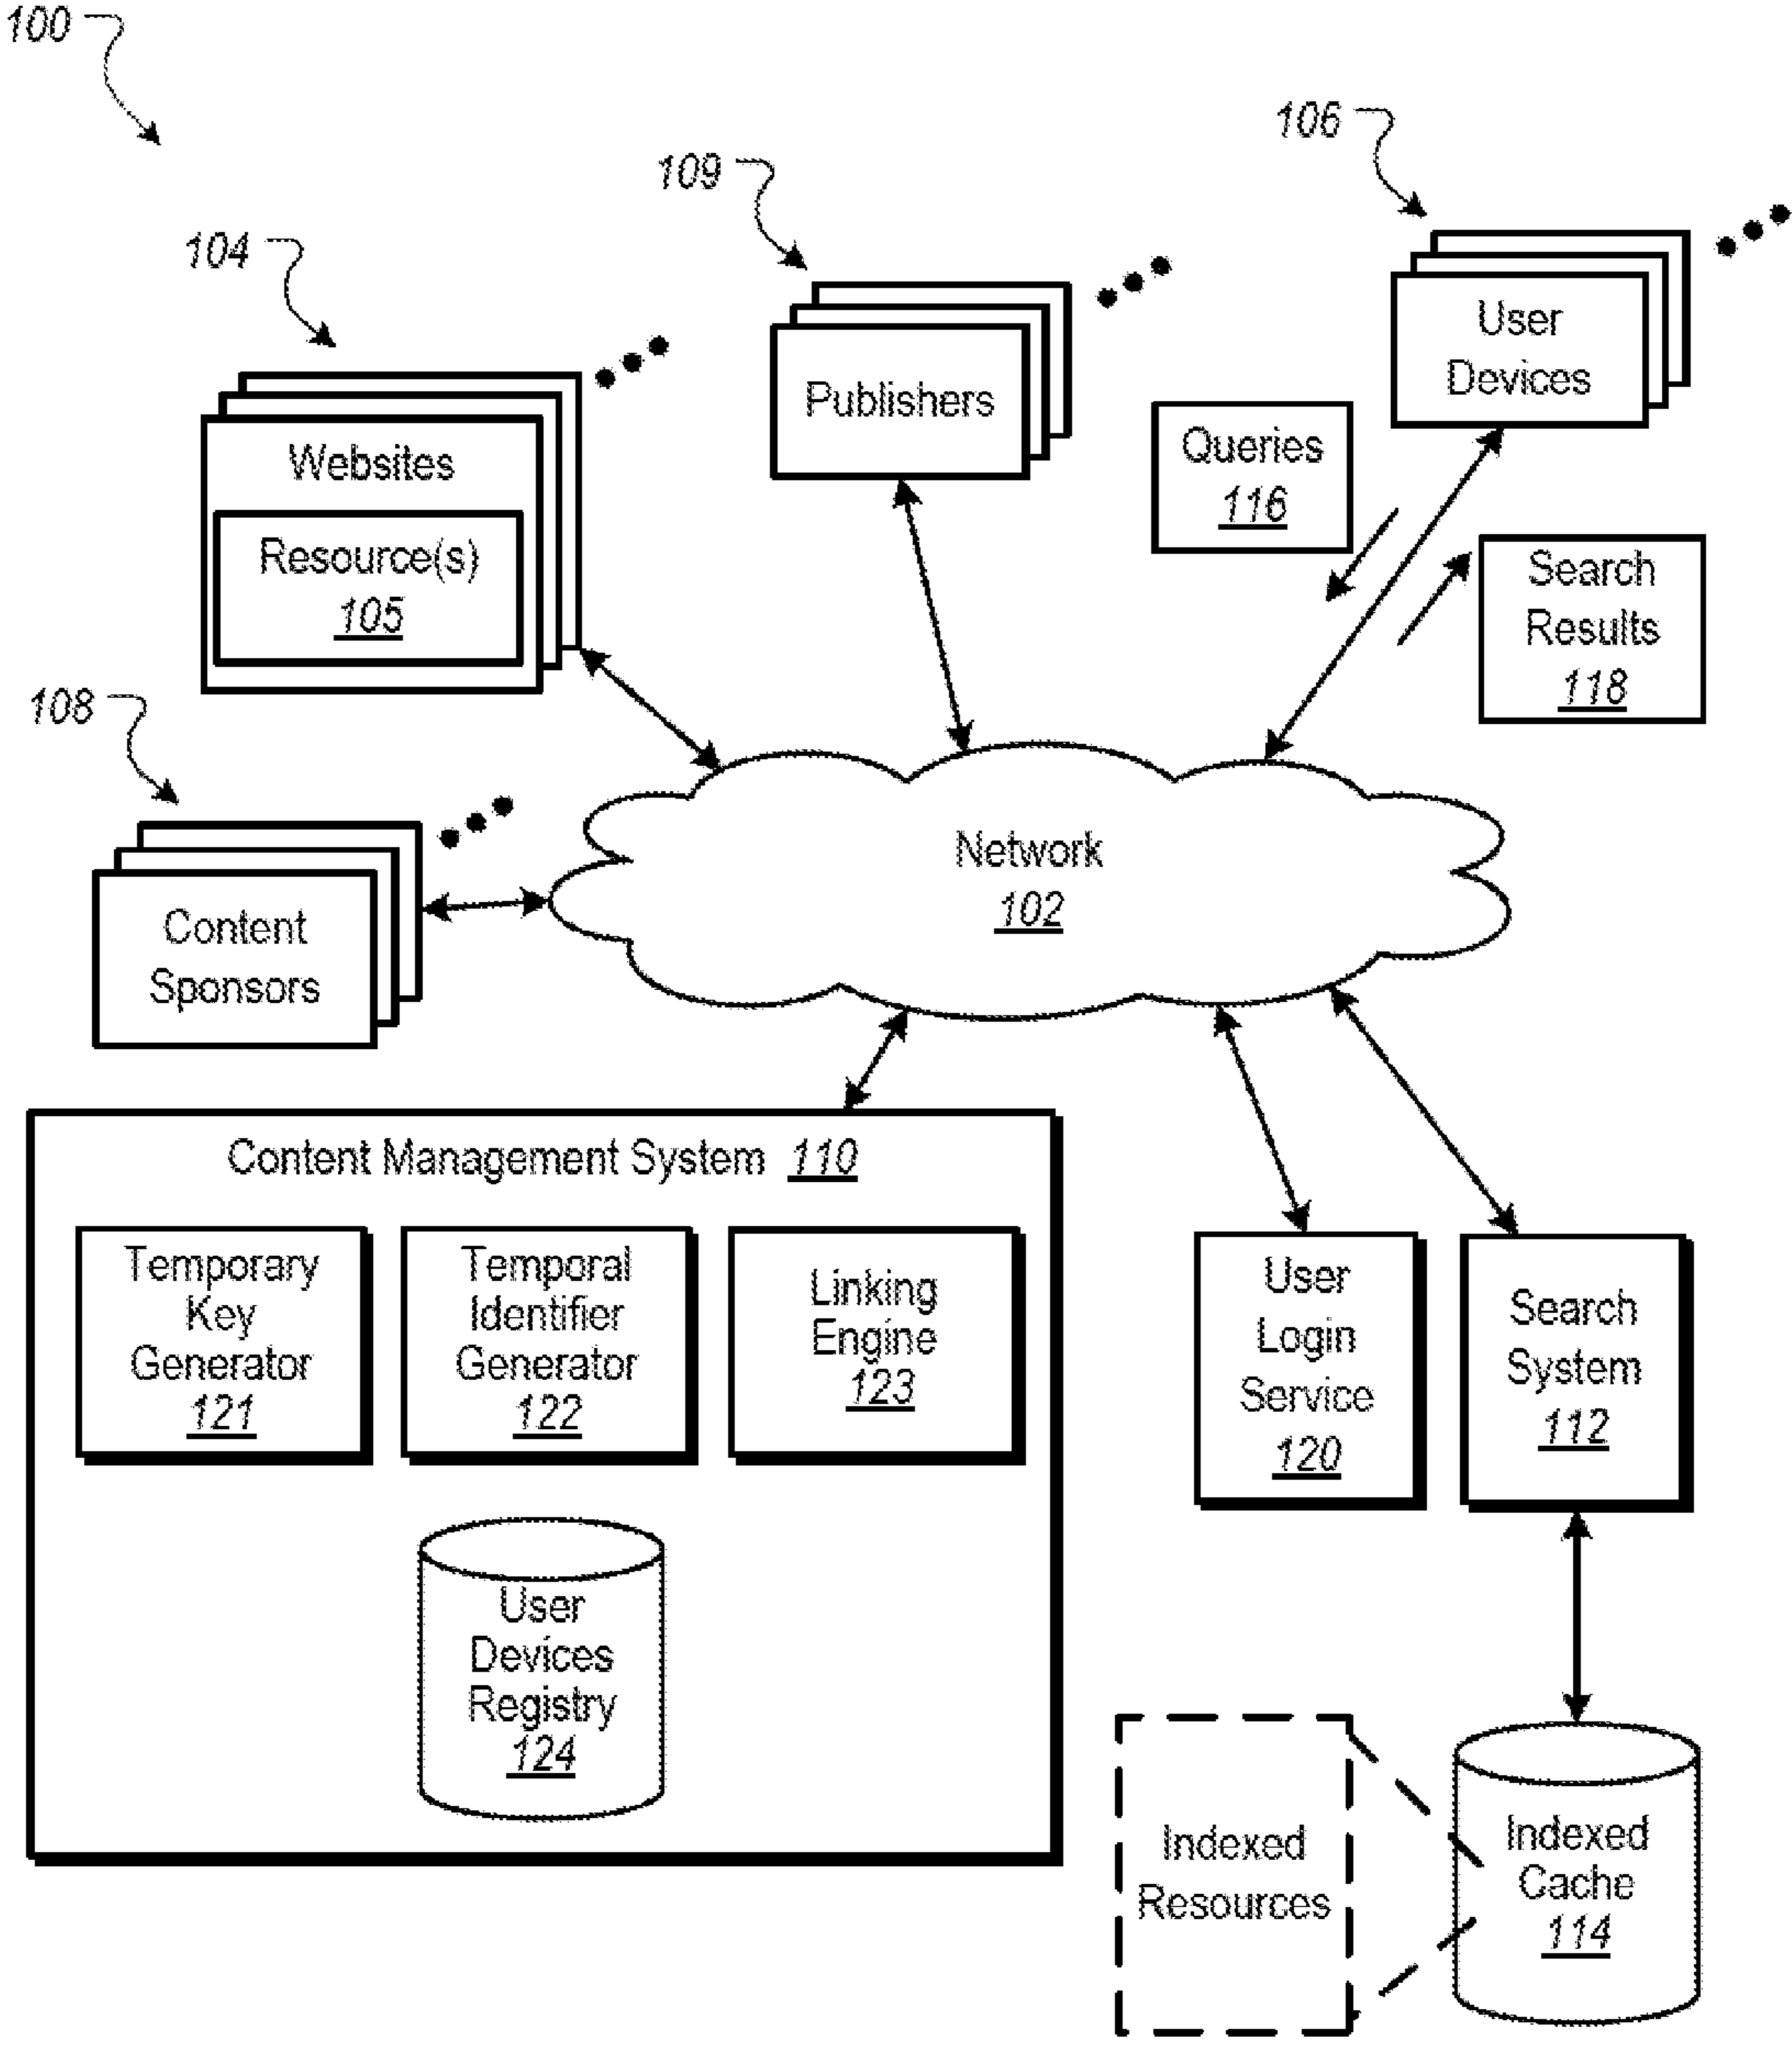 100
106
109
104
User
Devices
Publishers
Queries
116
Websites
Resource(s)
105
Search
Results
118
108
Network
102
Content
Sponsors
Content Management System 110
Temporary
Key
Generator
121
Temporal
Identifier
Generator
122
Linking
Engine
123
User
Login
Service
120
Search
System
112
User
Devices
Registry
124
Indexed
Resources
Indexed
Cache
114